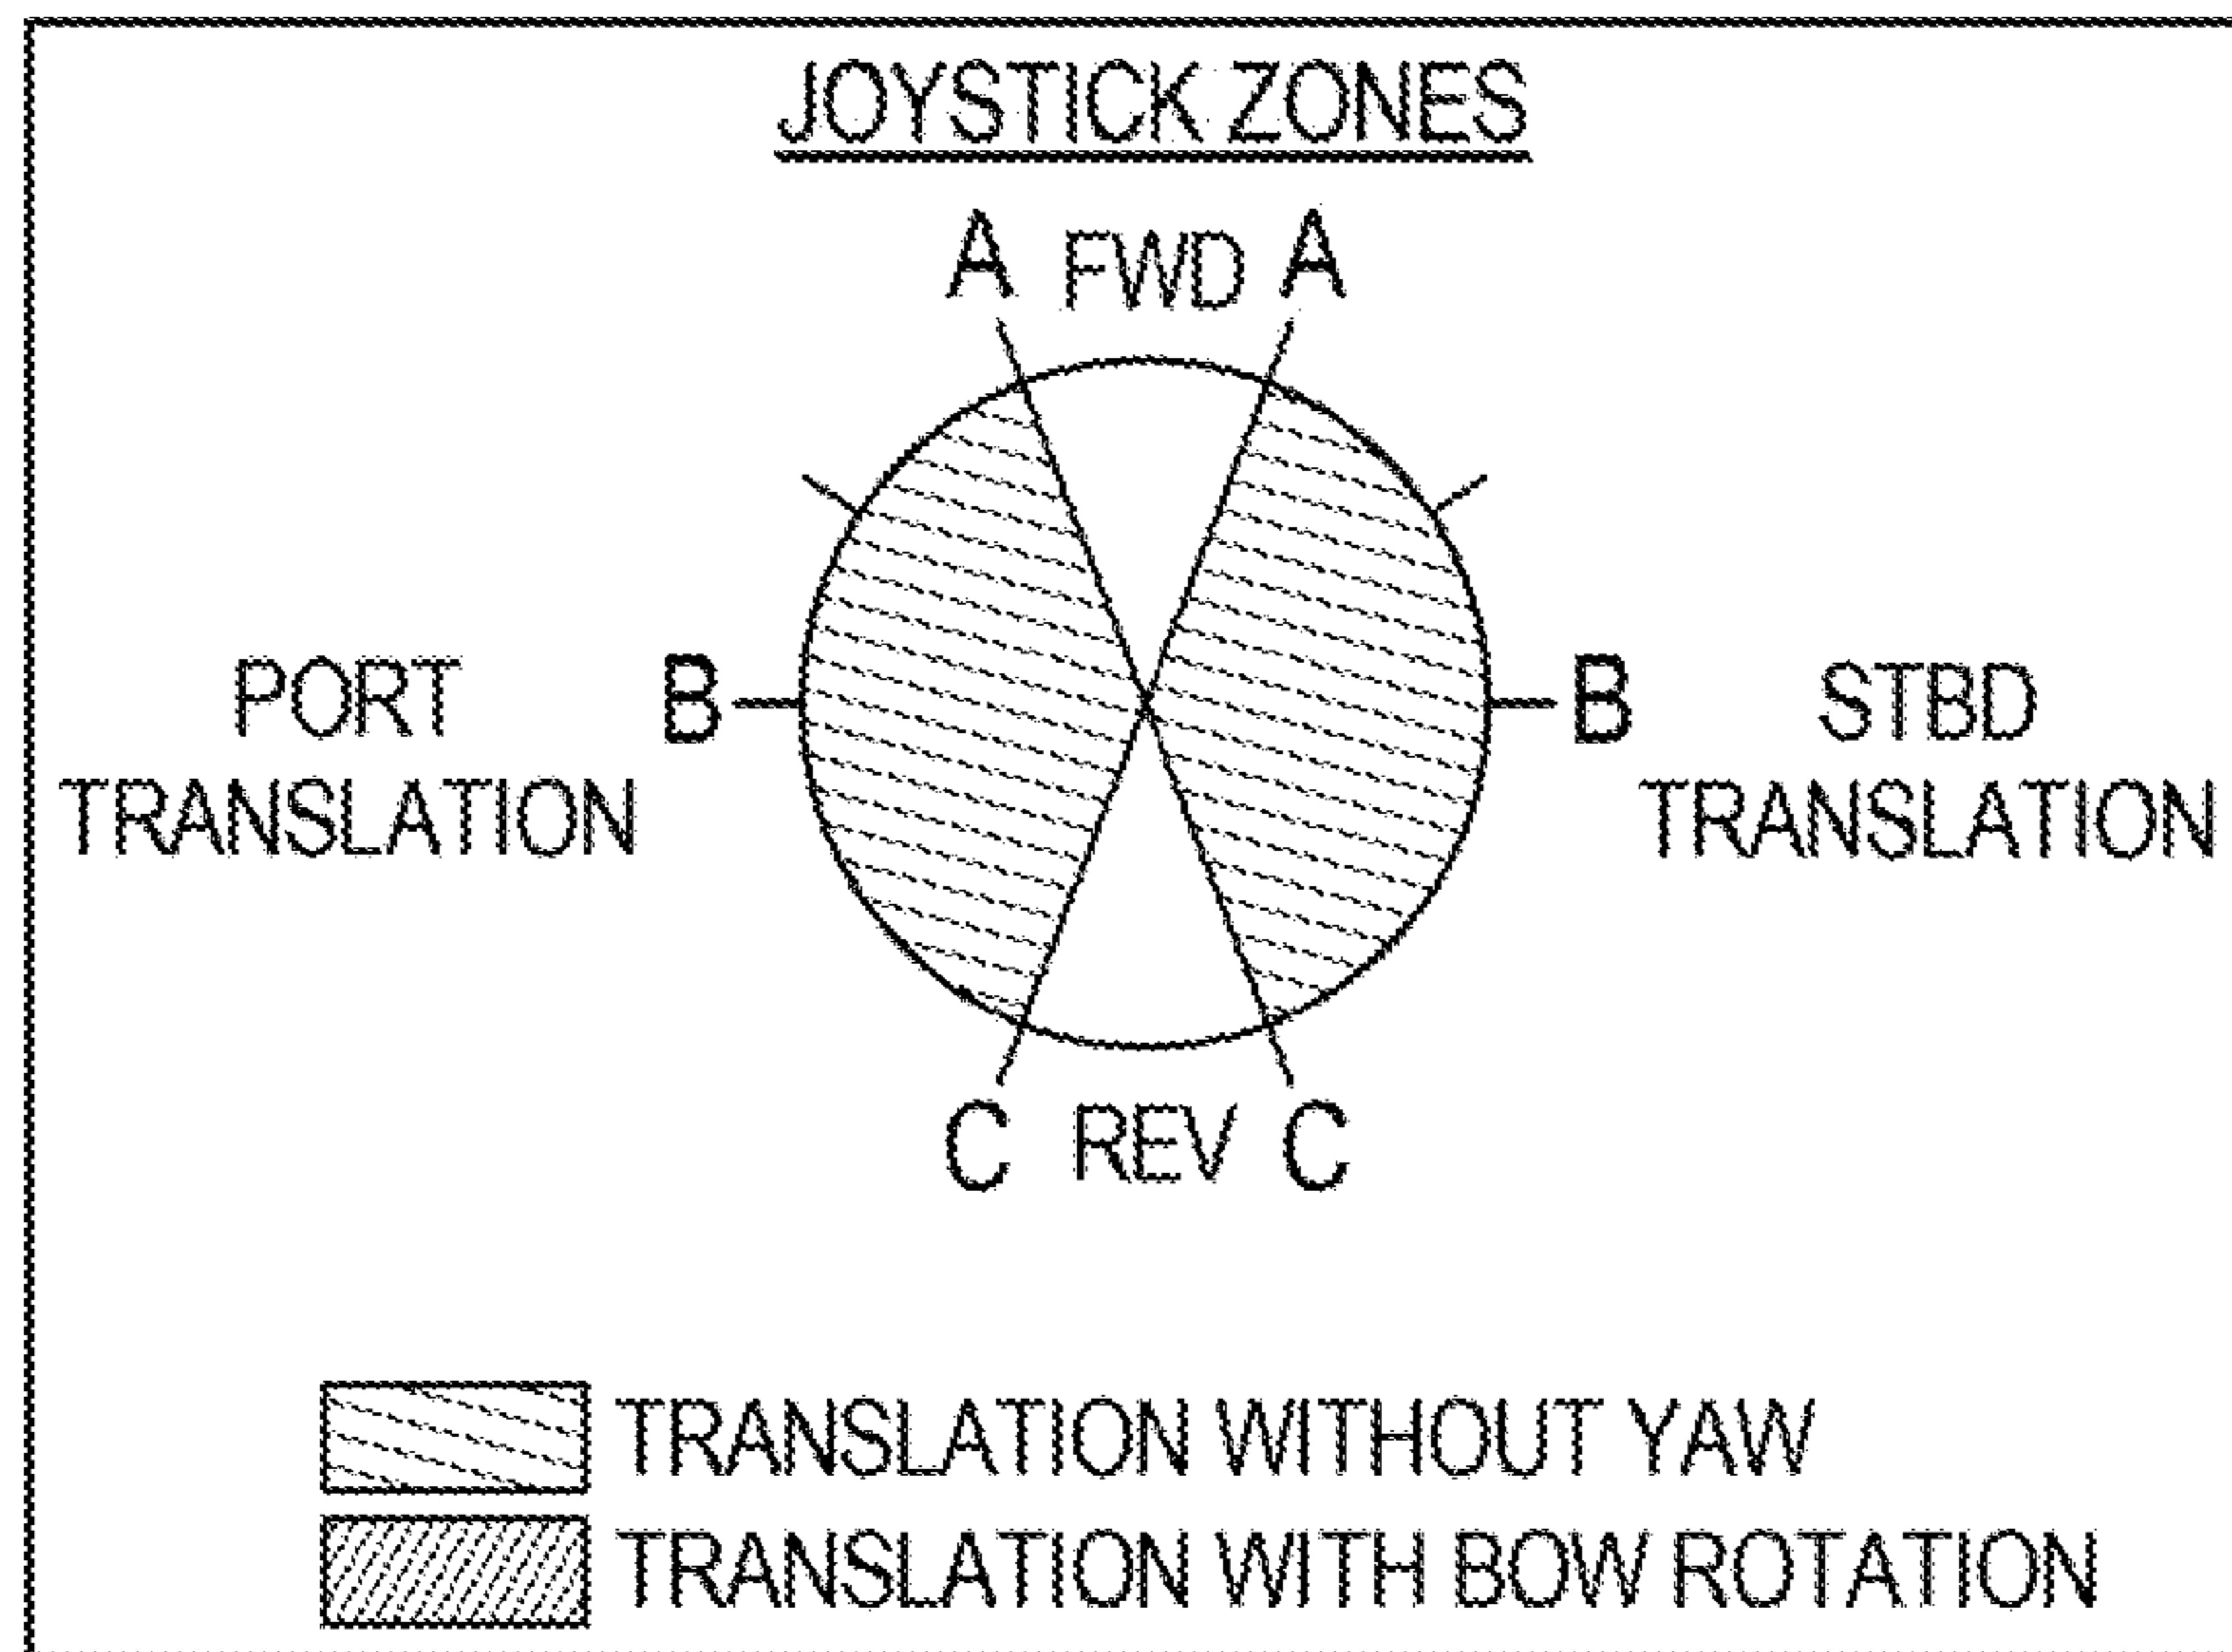 JOYSTICK ZONES
A FWD A
PORT TRANSLATION
B
B
STBD TRANSLATION
C REV C
TRANSLATION WITHOUT YAW
TRANSLATION WITH BOW ROTATION